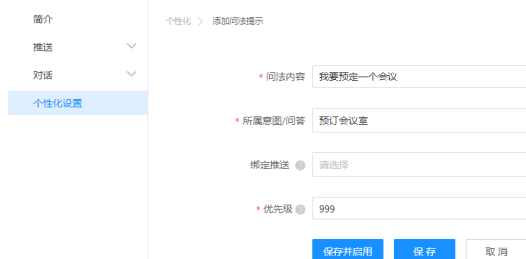 简介
推送
对话
个性化设置
个性化 > 添加问法提示
* 问法内容 我要预定一个会议
* 所属意图/问答 预订会议室
绑定推送 ? 请选择
* 优先级 ? 999
保存并启用 保存 取消